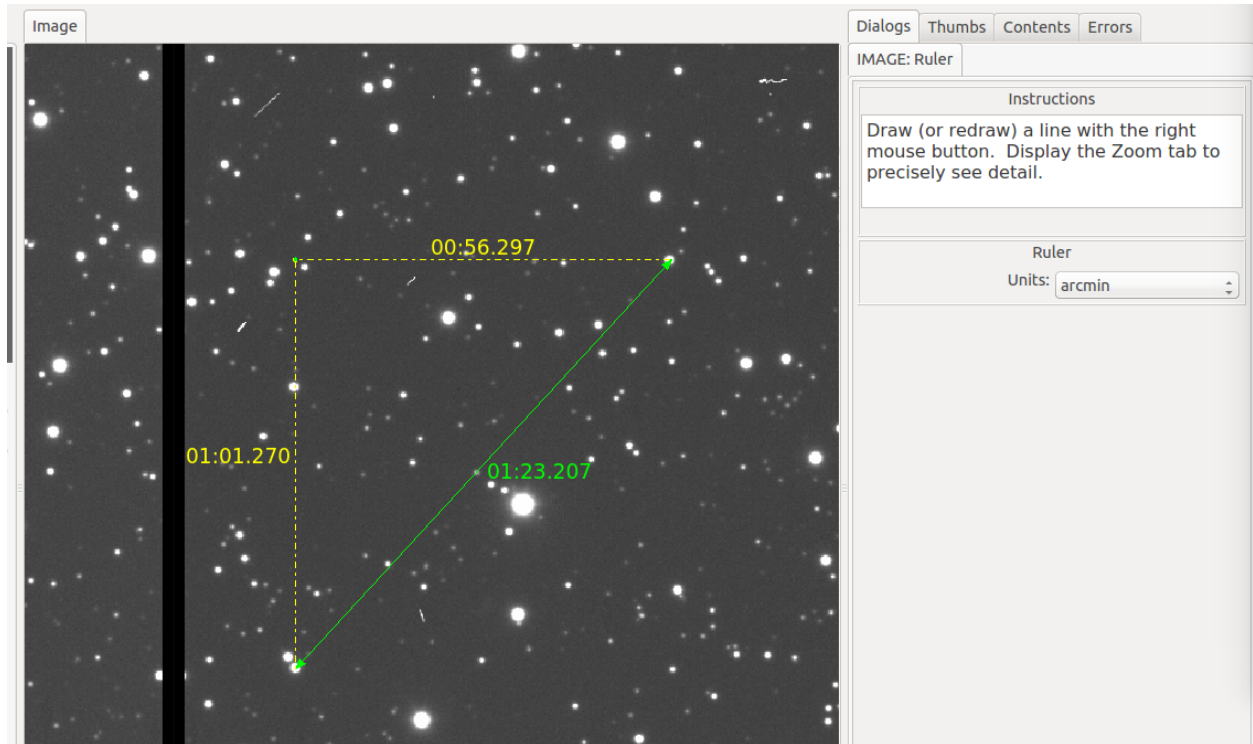 Image
Dialogs Thumbs Contents Errors
IMAGE: Ruler
Instructions
Draw (or redraw) a line with the right
mouse button. Display the Zoom tab to
precisely see detail.
Ruler
Units: arcmin
00:56.297
01:01.270
01:23.207